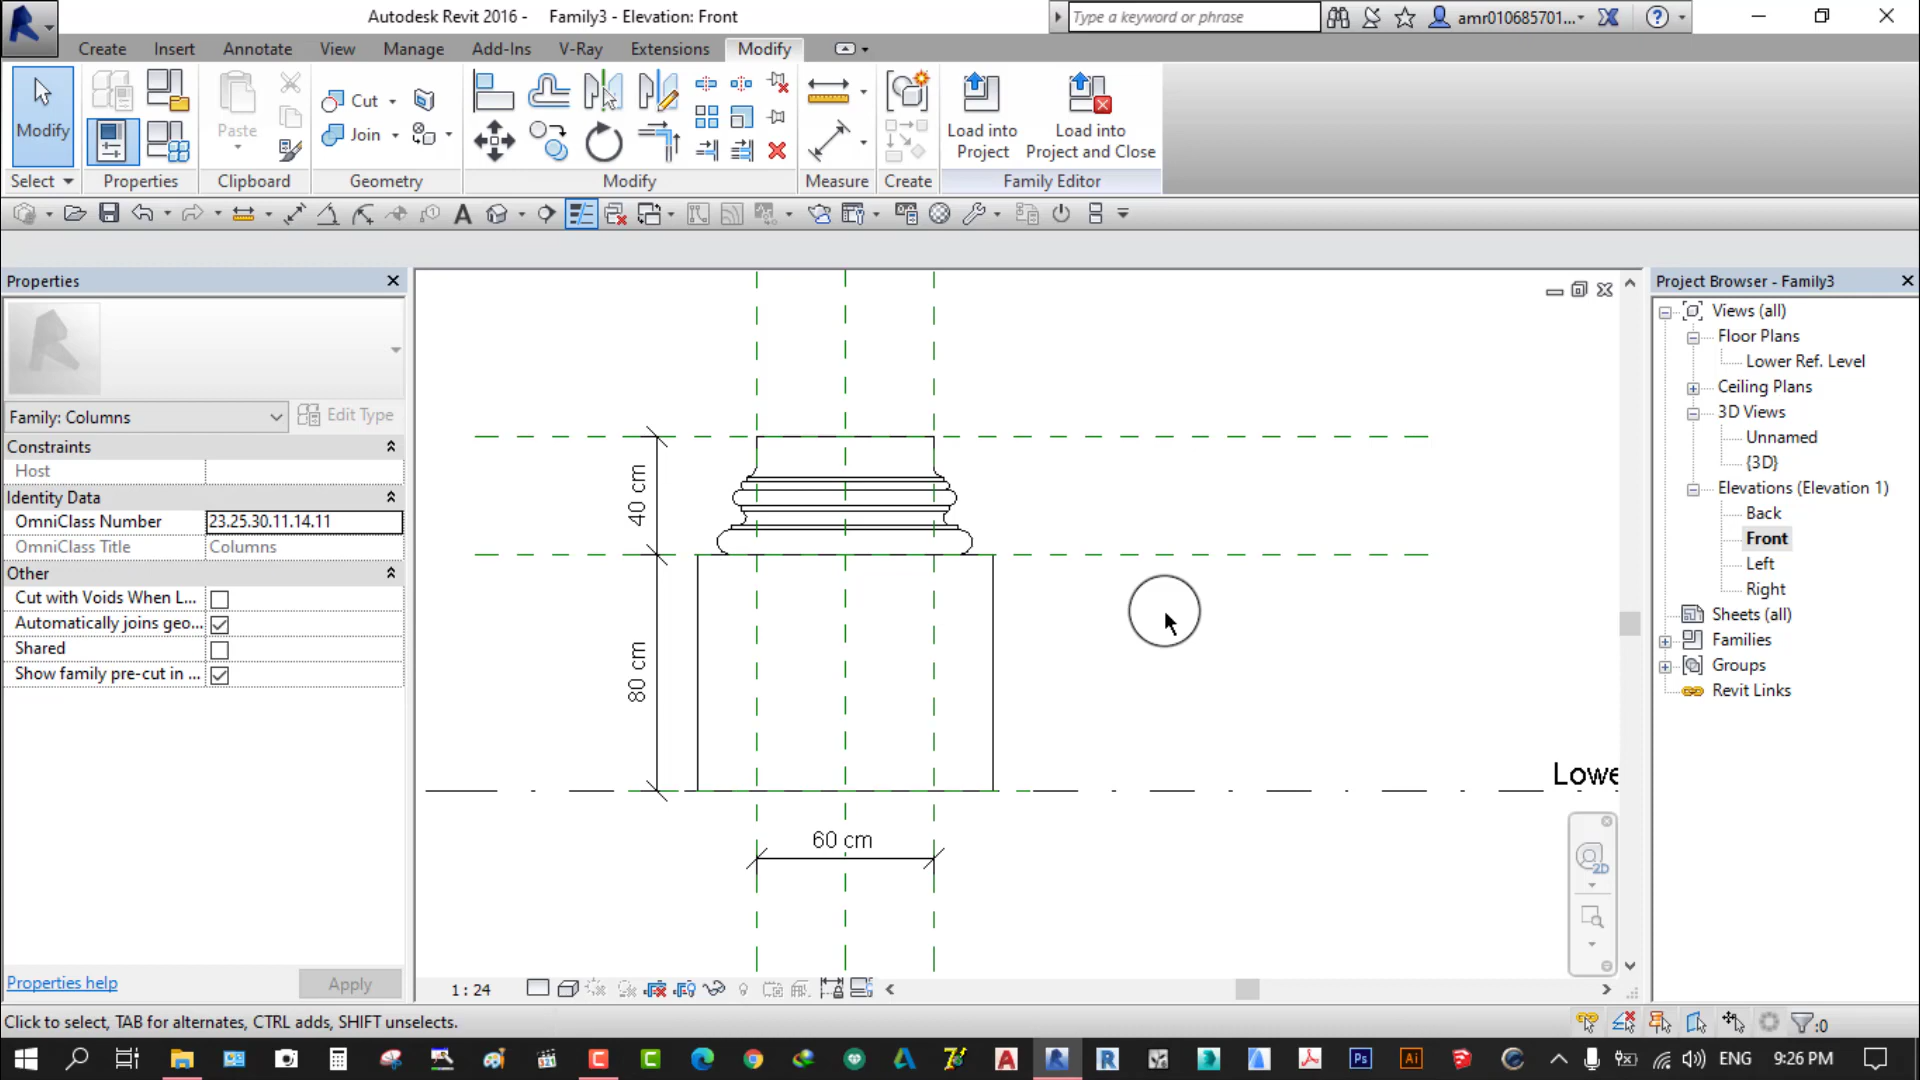 Autodesk Revit 2016 - Family3 - Elevation: Front
Type a keyword or phrase
amr010685701...
Create Insert Annotate View Manage Add-Ins V-Ray Extensions Modify
Modify
Paste
Cut
Join
Load into Project
Load into Project and Close
Select Properties Clipboard Geometry Modify Measure Create Family Editor
Properties
Family: Columns
Edit Type
Constraints
Host
Identity Data
OmniClass Number 23.25.30.11.14.11
OmniClass Title Columns
Other
Cut with Voids When L...
Automatically joins geo...
Shared
Show family pre-cut in ...
Properties help
Apply
40 cm
80 cm
60 cm
Lowe
2D
1 : 24
Project Browser - Family3
Views (all)
Floor Plans
Lower Ref. Level
Ceiling Plans
3D Views
Unnamed
{3D}
Elevations (Elevation 1)
Back
Front
Left
Right
Sheets (all)
Families
Groups
Revit Links
Click to select, TAB for alternates, CTRL adds, SHIFT unselects.
:0
ENG
9:26 PM